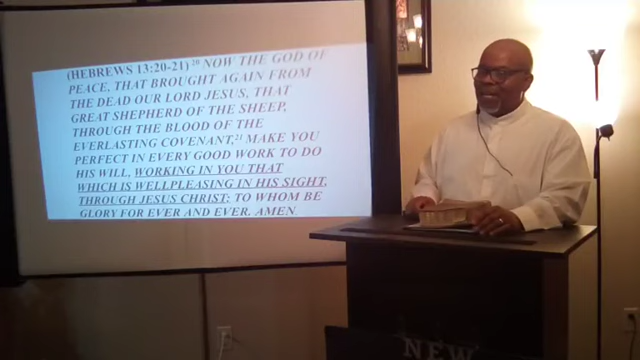 (HEBREWS 13:20-21) 20 NOW THE GOD OF
PEACE, THAT BROUGHT AGAIN FROM
THE DEAD OUR LORD JESUS, THAT
GREAT SHEPHERD OF THE SHEEP,
THROUGH THE BLOOD OF THE
EVERLASTING COVENANT, 21 MAKE YOU
PERFECT IN EVERY GOOD WORK TO DO
HIS WILL, WORKING IN YOU THAT
WHICH IS WELLPLEASING IN HIS SIGHT,
THROUGH JESUS CHRIST; TO WHOM BE
GLORY FOR EVER AND EVER. AMEN
NEW